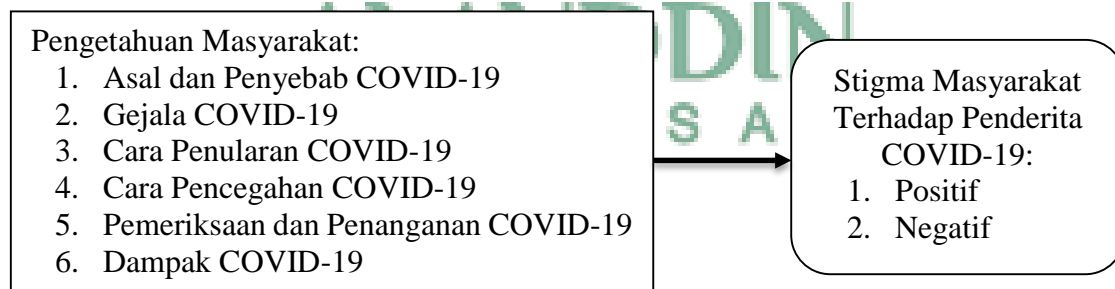 Pengetahuan Masyarakat:
1. Asal dan Penyebab COVID-19
2. Gejala COVID-19
3. Cara Penularan COVID-19
4. Cara Pencegahan COVID-19
5. Pemeriksaan dan Penanganan COVID-19
6. Dampak COVID-19
Stigma Masyarakat
Terhadap Penderita
COVID-19:
1. Positif
2. Negatif